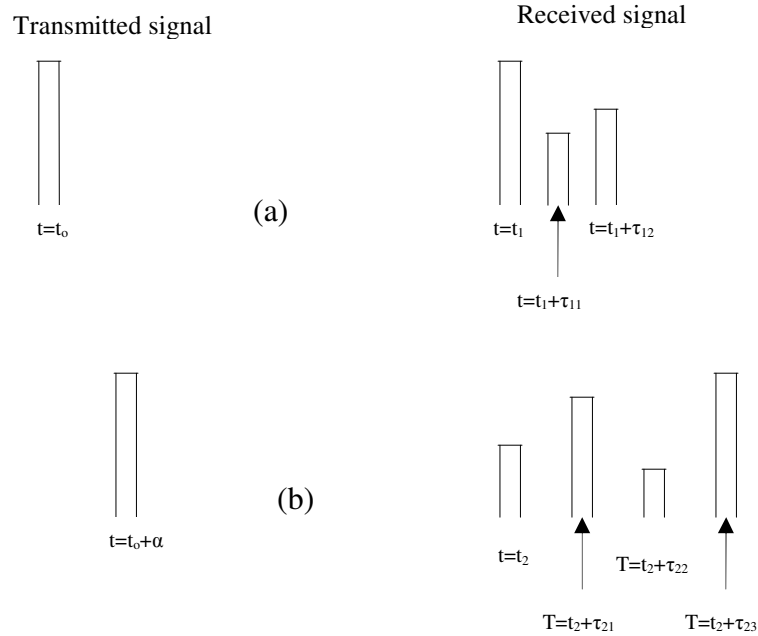 Transmitted signal
Received signal
(a)
t=tₒ
t=t₁
t=t₁+τ₁₂
t=t₁+τ₁₁
(b)
t=tₒ+α
t=t₂
T=t₂+τ₂₂
T=t₂+τ₂₁
T=t₂+τ₂₃